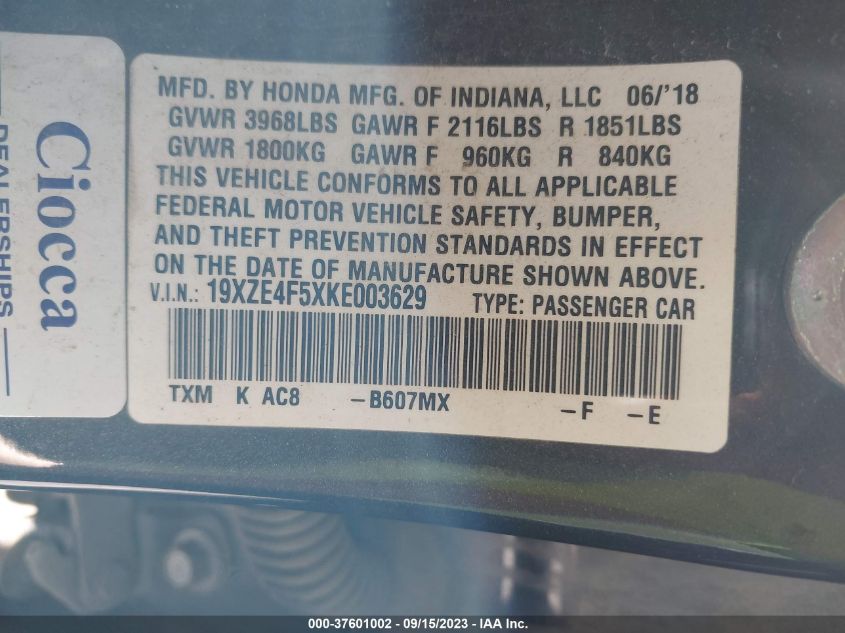 Ciocca
DEALERSHIPS
MFD. BY HONDA MFG. OF INDIANA, LLC 06/'18
GVWR 3968LBS GAWR F 2116LBS R 1851LBS
GVWR 1800KG GAWR F 960KG R 840KG
THIS VEHICLE CONFORMS TO ALL APPLICABLE
FEDERAL MOTOR VEHICLE SAFETY, BUMPER,
AND THEFT PREVENTION STANDARDS IN EFFECT
ON THE DATE OF MANUFACTURE SHOWN ABOVE.
V.I.N.: 19XZE4F5XKE003629 TYPE: PASSENGER CAR
TXM K AC8 -B607MX -F -E
000-37601002 - 09/15/2023 - IAA Inc.